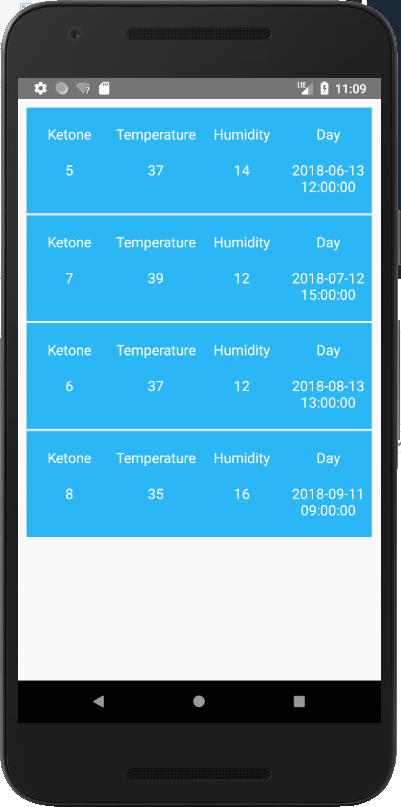 LTE 11:09
Ketone Temperature Humidity Day
5 37 14 2018-06-13
12:00:00
Ketone Temperature Humidity Day
7 39 12 2018-07-12
15:00:00
Ketone Temperature Humidity Day
6 37 12 2018-08-13
13:00:00
Ketone Temperature Humidity Day
8 35 16 2018-09-11
09:00:00